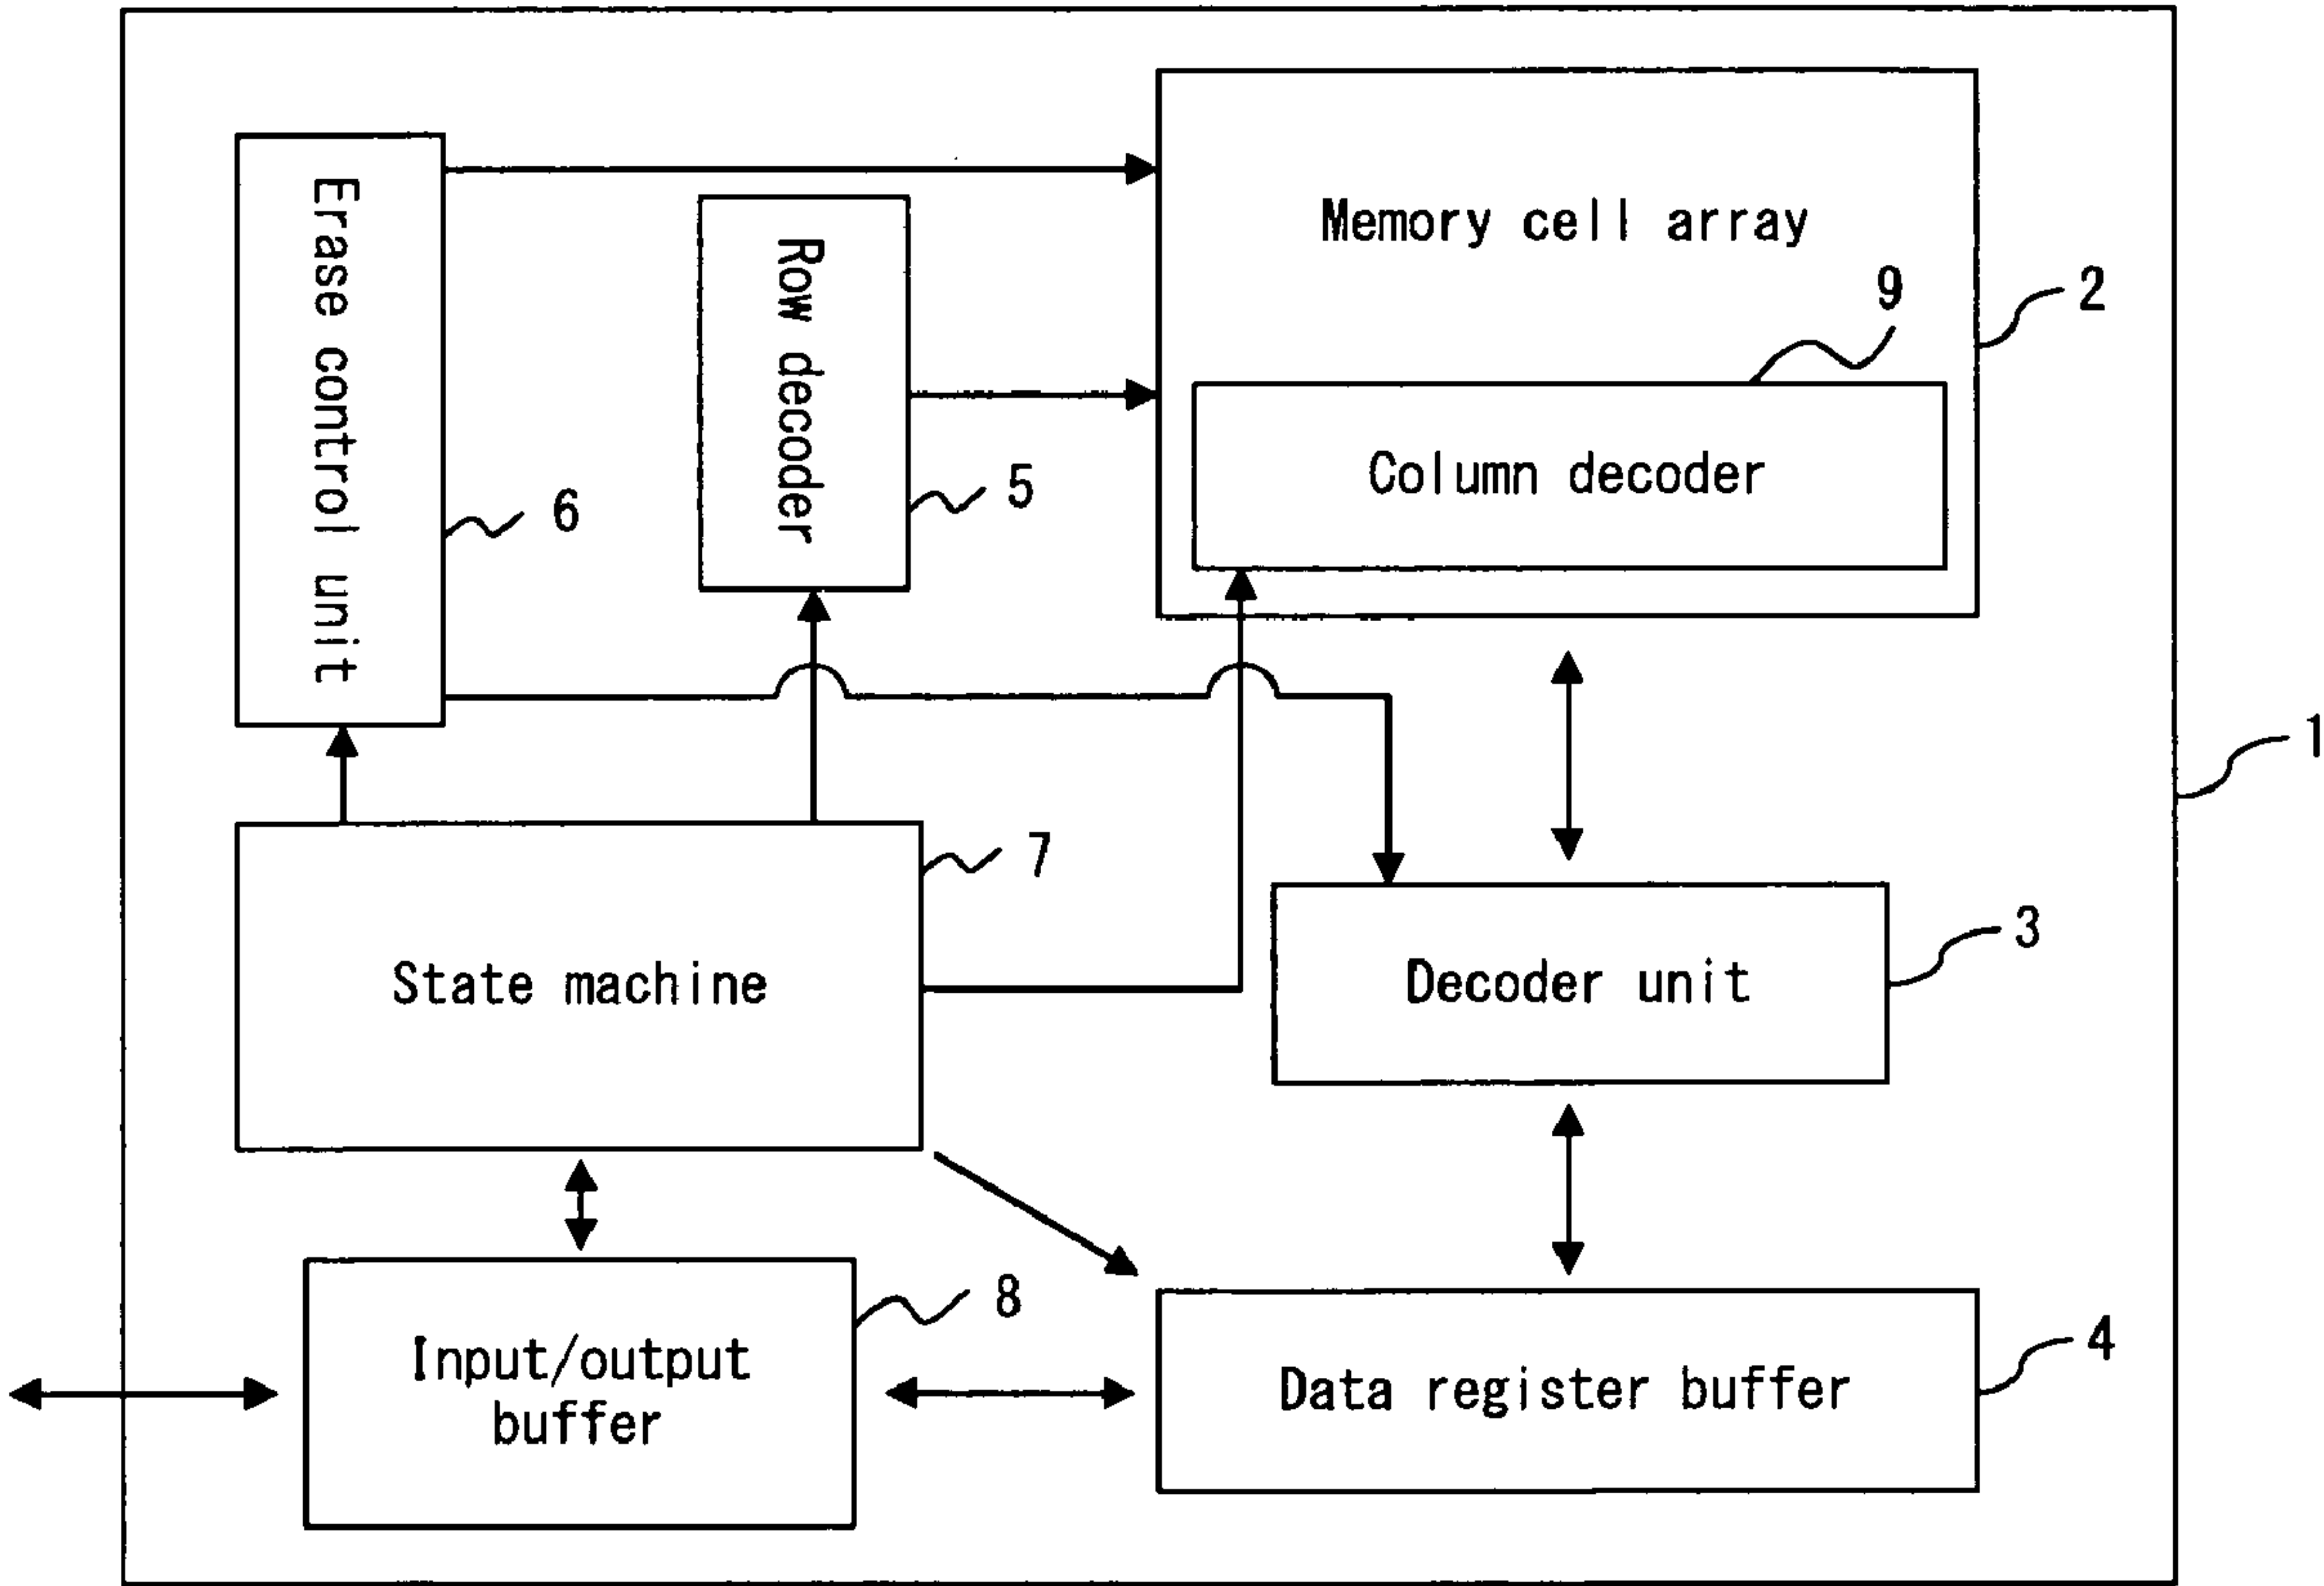 Erase control unit
6
Row decoder
5
Memory cell array
2
9
Column decoder
1
State machine
7
Decoder unit
3
Input/output
buffer
8
Data register buffer
4